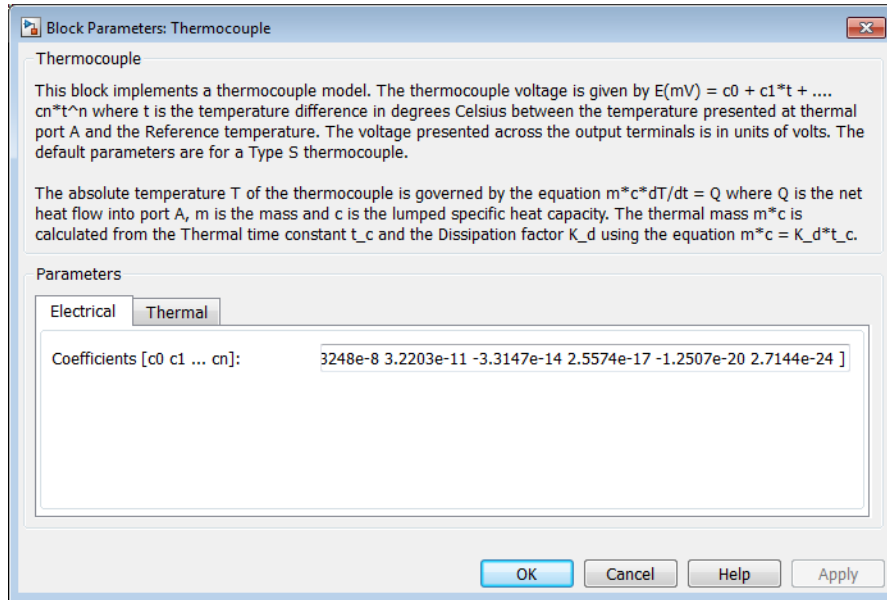 Block Parameters: Thermocouple
Thermocouple
This block implements a thermocouple model. The thermocouple voltage is given by E(mV) = c0 + c1*t + ....
cn*t^n where t is the temperature difference in degrees Celsius between the temperature presented at thermal
port A and the Reference temperature. The voltage presented across the output terminals is in units of volts. The
default parameters are for a Type S thermocouple.
The absolute temperature T of the thermocouple is governed by the equation m*c*dT/dt = Q where Q is the net
heat flow into port A, m is the mass and c is the lumped specific heat capacity. The thermal mass m*c is
calculated from the Thermal time constant t_c and the Dissipation factor K_d using the equation m*c = K_d*t_c.
Parameters
Electrical Thermal
Coefficients [c0 c1 ... cn]: 3248e-8 3.2203e-11 -3.3147e-14 2.5574e-17 -1.2507e-20 2.7144e-24 ]
OK Cancel Help Apply